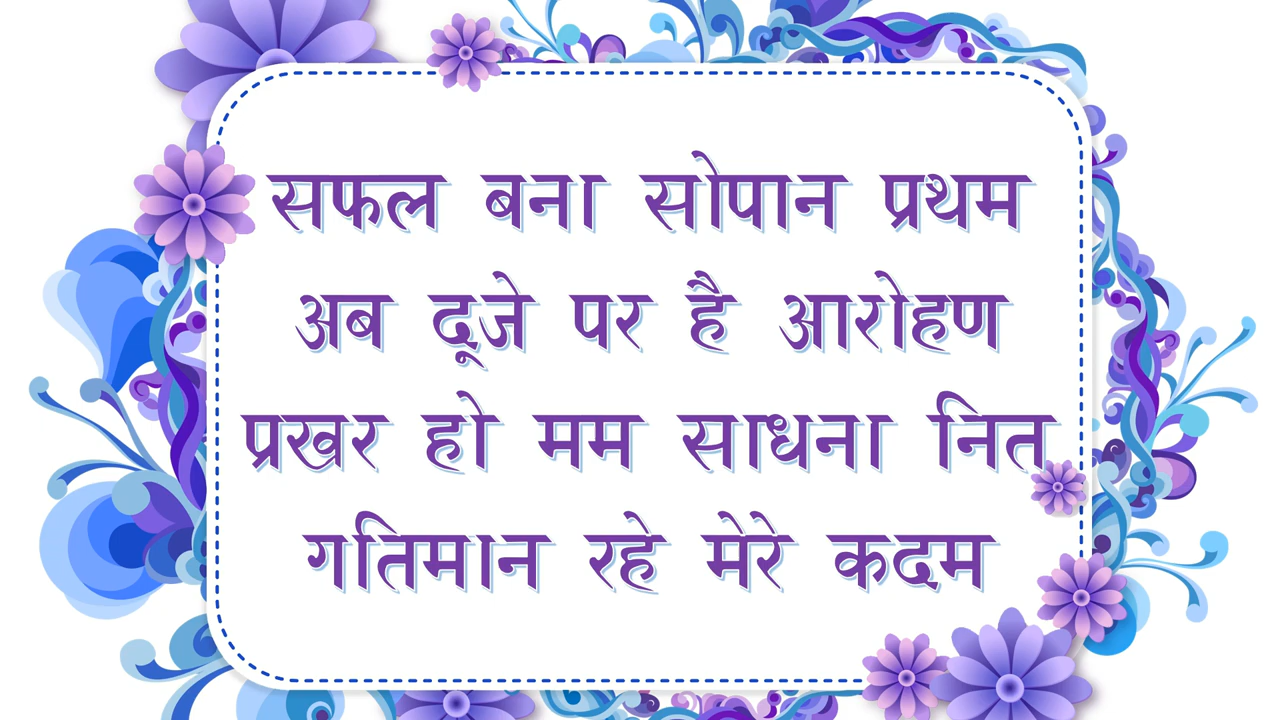 सफल बना सोपान प्रथम
अब दूजे पर है आरोहण
प्रखर हो मम साधना नित
गतिमान रहे मेरे कदम